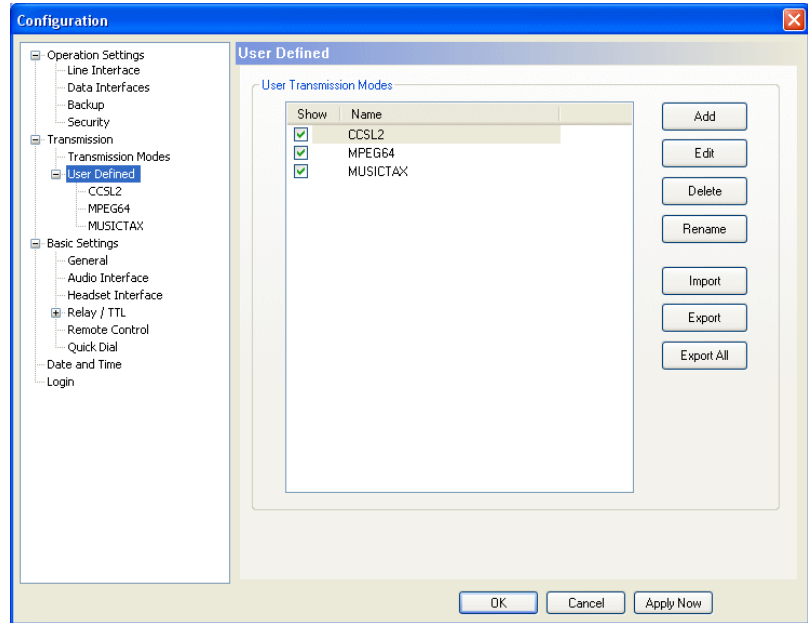 Configuration
Operation Settings
Line Interface
Data Interfaces
Backup
Security
Transmission
Transmission Modes
User Defined
CCSL2
MPEG64
MUSICTAX
Basic Settings
General
Audio Interface
Headset Interface
Relay / TTL
Remote Control
Quick Dial
Date and Time
Login
User Defined
User Transmission Modes
Show Name
CCSL2
MPEG64
MUSICTAX
Add
Edit
Delete
Rename
Import
Export
Export All
OK Cancel Apply Now